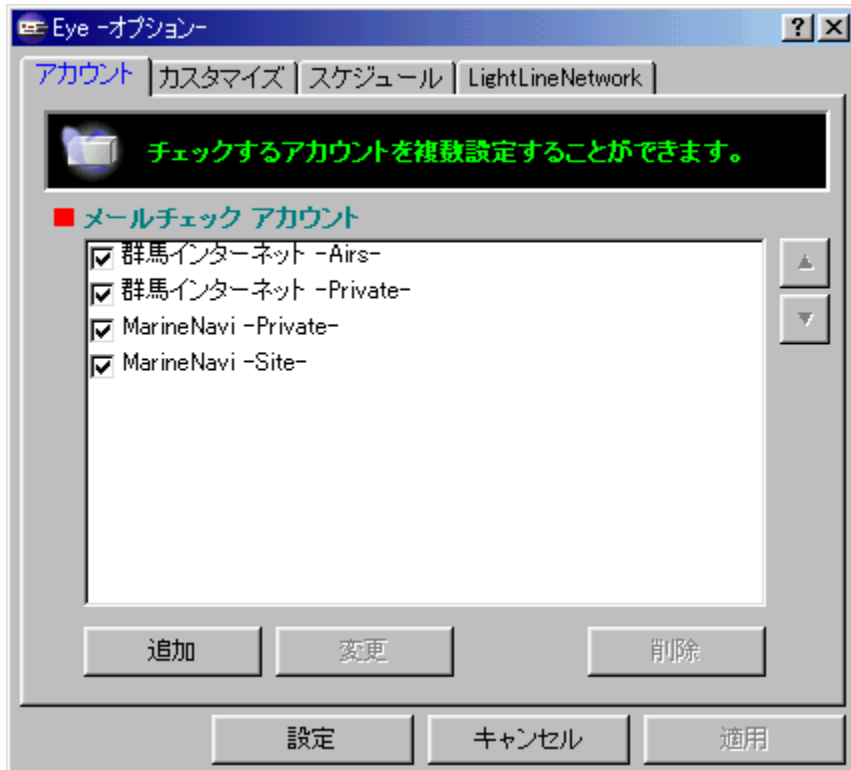 Eye -オプション-
アカウント カスタマイズ スケジュール LightLineNetwork
チェックするアカウントを複数設定することができます。
メールチェック アカウント
群馬インターネット -Airs-
群馬インターネット -Private-
MarineNavi -Private-
MarineNavi -Site-
追加 変更 削除
設定 キャンセル 適用